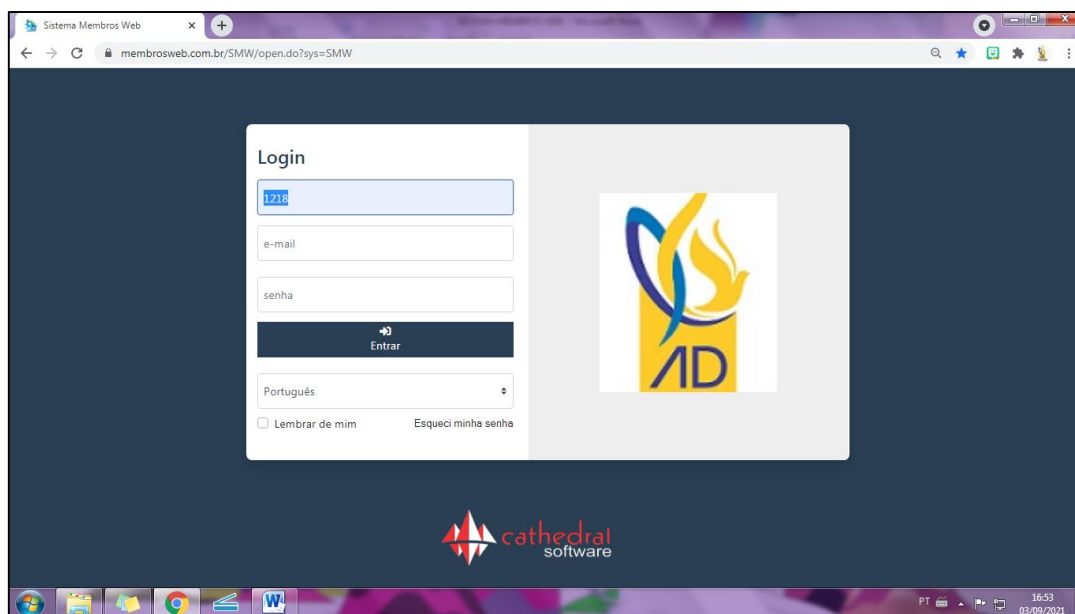 Sistema Membros Web
membrosweb.com.br/SMW/open.do?sys=SMW
Login
1218
e-mail
senha
Entrar
Português
Lembrar de mim Esqueci minha senha
AD
cathedral
software
PT
16:53
03/09/2021